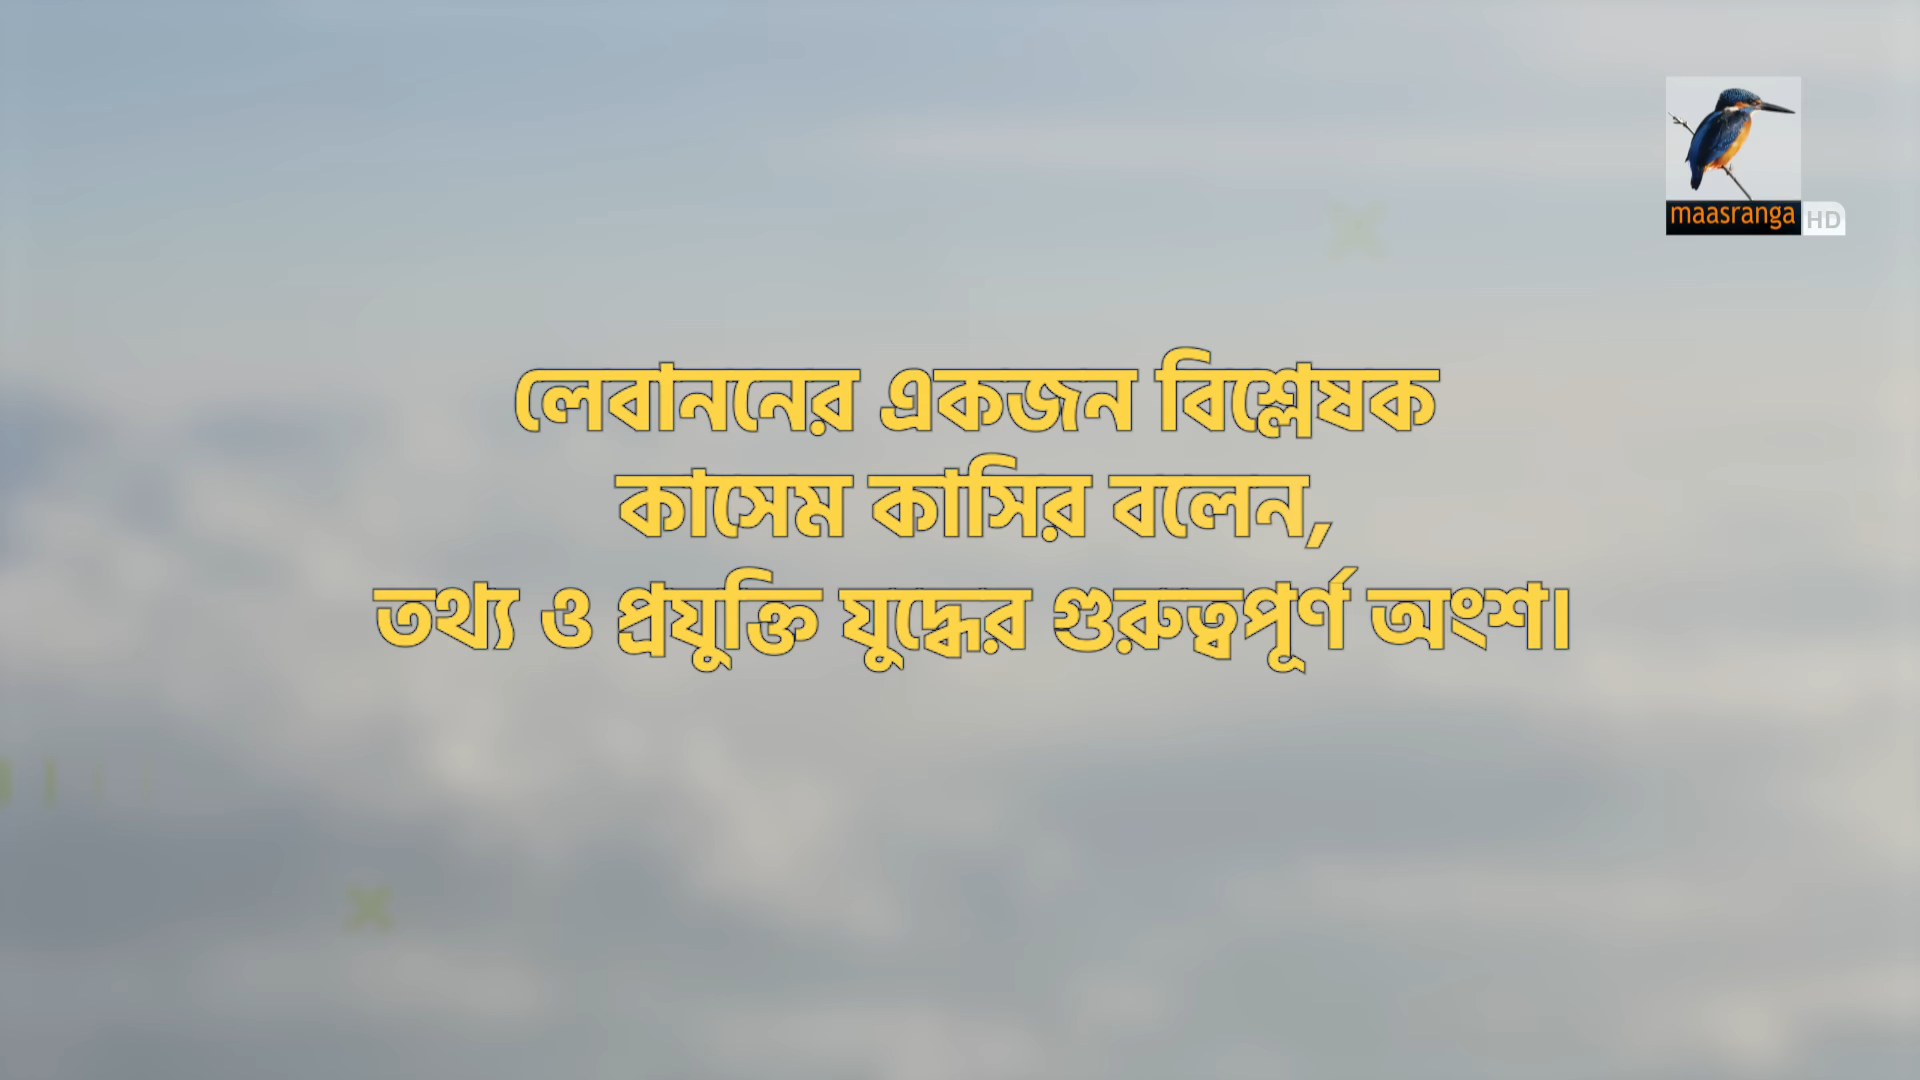 maasranga HD
লেবাননের একজন বিশ্লেষক
কাসেম কাসির বলেন,
তথ্য ও প্রযুক্তি যুদ্ধের গুরুত্বপূর্ণ অংশ।